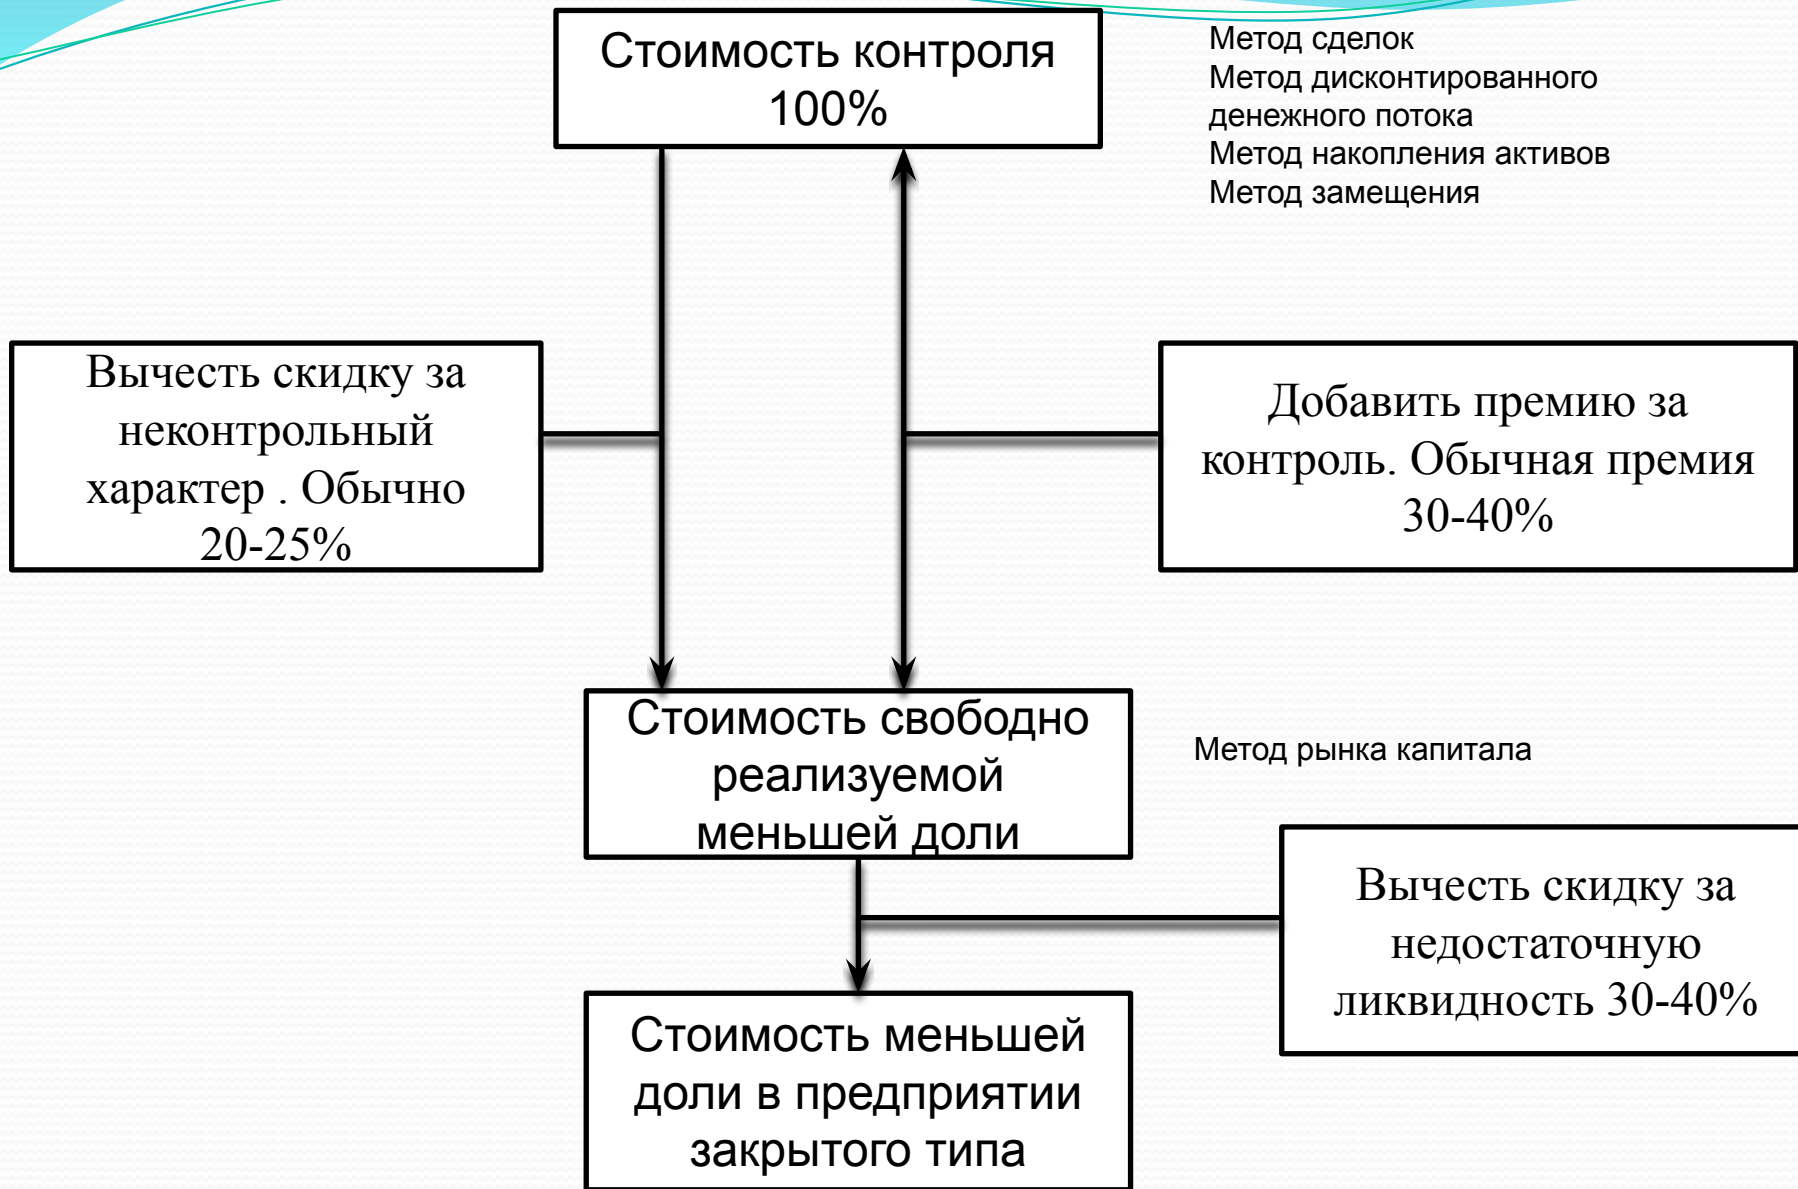 Стоимость контроля
100%
Метод сделок
Метод дисконтированного
денежного потока
Метод накопления активов
Метод замещения
Вычесть скидку за
неконтрольный
характер . Обычно
20-25%
Добавить премию за
контроль. Обычная премия
30-40%
Стоимость свободно
реализуемой
меньшей доли
Метод рынка капитала
Вычесть скидку за
недостаточную
ликвидность 30-40%
Стоимость меньшей
доли в предприятии
закрытого типа